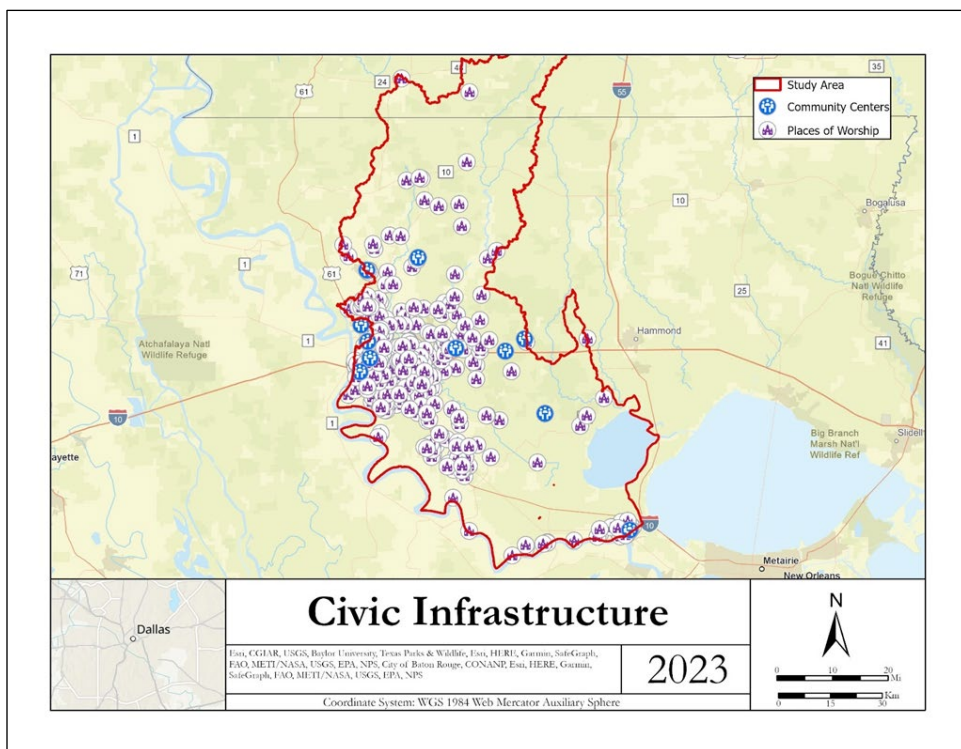 24
48
35
61
55
Study Area
Community Centers
Places of Worship
1
10
10
Bogalusa
71
1
61
25
Bogue Chitto
Natl Wildlife
Refuge
Atchafalaya Natl
Wildlife Refuge
1
Hammond
41
10
1
Big Branch
Marsh Nat'l
Wildlife Ref
Slidell
ayette
10
Metairie
New Orleans
Dallas
Civic Infrastructure
Esri, CGIAR, USGS, Baylor University, Texas Parks & Wildlife, Esri, HERE, Garmin, SafeGraph,
FAO, METI/NASA, USGS, EPA, NPS, City of Baton Rouge, CONANP, Esri, HERE, Garmin,
SafeGraph, FAO, METI/NASA, USGS, EPA, NPS
2023
Coordinate System: WGS 1984 Web Mercator Auxiliary Sphere
N
0 10 20
Mi
Km
0 15 30